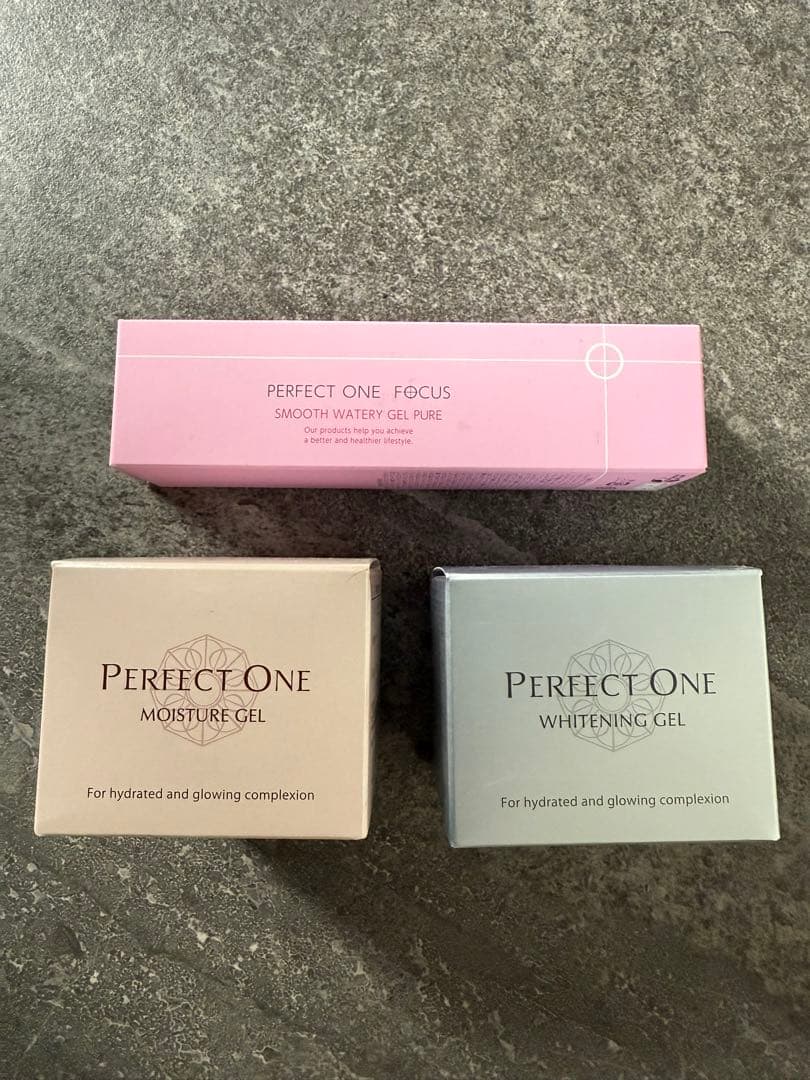 PERFECT ONE FOCUS
SMOOTH WATERY GEL PURE
Our products help you achieve
a better and healthier lifestyle.
PERFECT ONE
MOISTURE GEL
For hydrated and glowing complexion
PERFECT ONE
WHITENING GEL
For hydrated and glowing complexion